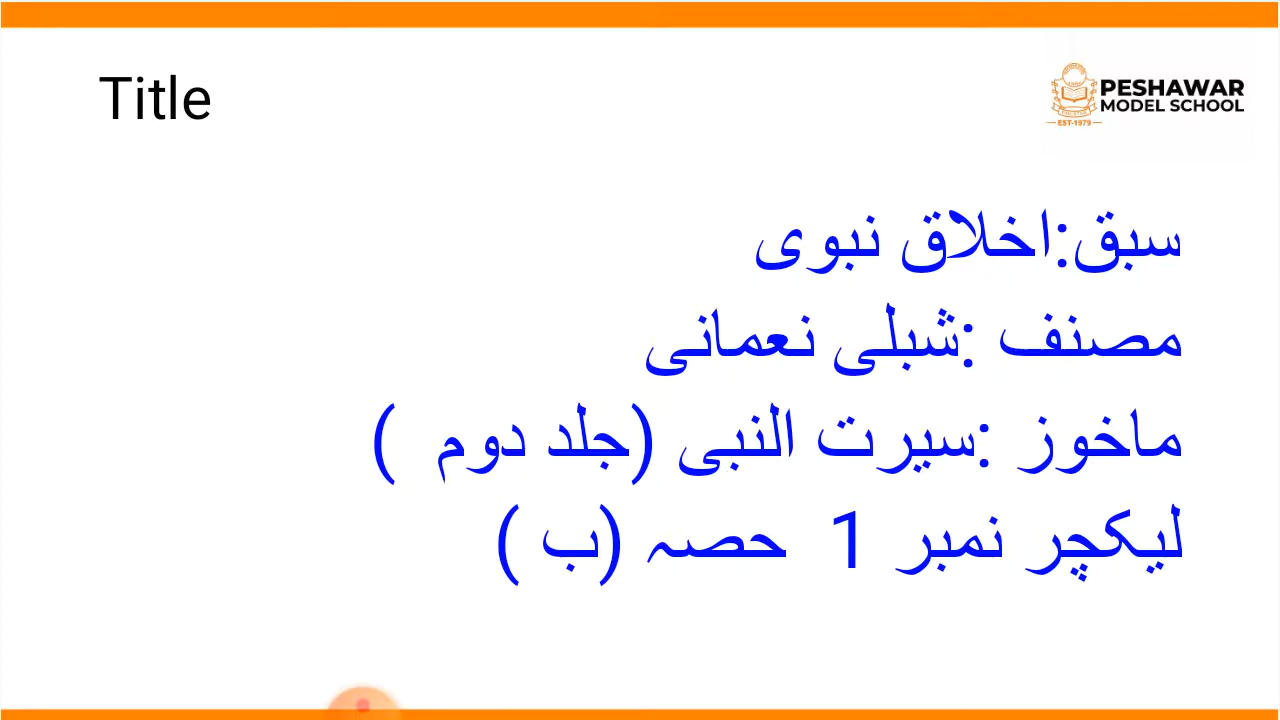 Title
PESHAWAR
MODEL SCHOOL
EST-1979
سبق:اخلاق نبوی
مصنف :شبلی نعمانی
ماخوز :سیرت النبی (جلد دوم )
لیکچر نمبر 1 حصہ (ب )